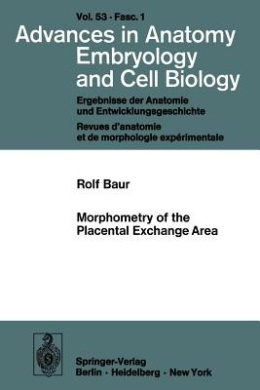 Vol. 53 · Fasc. 1
Advances in Anatomy
Embryology
and Cell Biology
Ergebnisse der Anatomie
und Entwicklungsgeschichte
Revues d'anatomie
et de morphologie expérimentale
Rolf Baur
Morphometry of the
Placental Exchange Area
Springer-Verlag
Berlin · Heidelberg · New York